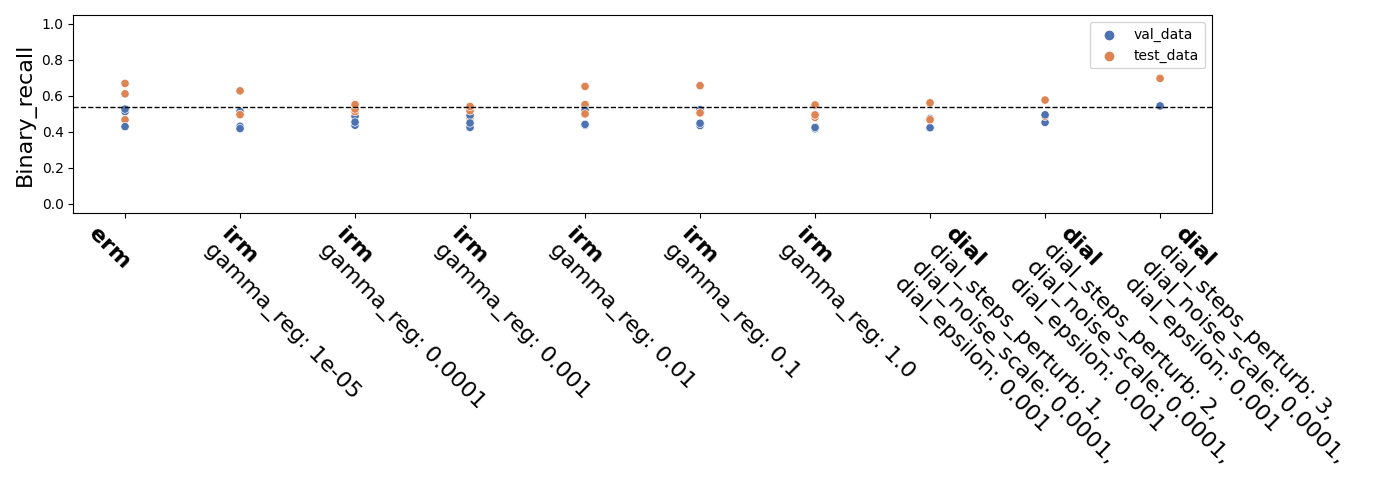 Binary_recall
1.0
0.8
0.6
0.4
0.2
0.0
val_data
test_data
erm
irm
gamma_reg: 1e-05
irm
gamma_reg: 0.0001
irm
gamma_reg: 0.001
irm
gamma_reg: 0.01
irm
gamma_reg: 0.1
irm
gamma_reg: 1.0
dial
dial_steps_perturb: 1,
dial_noise_scale: 0.0001,
dial_epsilon: 0.001
dial
dial_steps_perturb: 2,
dial_noise_scale: 0.0001,
dial_epsilon: 0.001
dial
dial_steps_perturb: 3,
dial_noise_scale: 0.0001,
dial_epsilon: 0.001